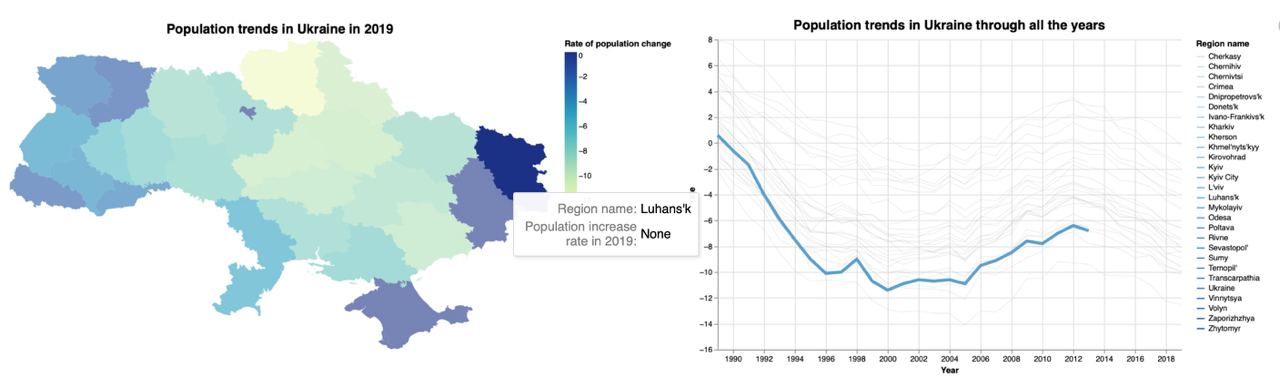 Population trends in Ukraine in 2019
Rate of population change
0
−2
−4
−6
−8
−10
Region name: Luhans'k
Population increase
rate in 2019: None
Population trends in Ukraine through all the years
8
6
4
2
0
−2
−4
−6
−8
−10
−12
−14
−16
e
1990 1992 1994 1996 1998 2000 2002 2004 2006 2008 2010 2012 2014 2016 2018
Year
Region name
Cherkasy
Chernihiv
Chernivtsi
Crimea
Dnipropetrovs'k
Donets'k
Ivano-Frankivs'k
Kharkiv
Kherson
Khmel'nyts'kyy
Kirovohrad
Kyiv
Kyiv City
L'viv
Luhans'k
Mykolayiv
Odesa
Poltava
Rivne
Sevastopol'
Sumy
Ternopil'
Transcarpathia
Ukraine
Vinnytsya
Volyn
Zaporizhzhya
Zhytomyr